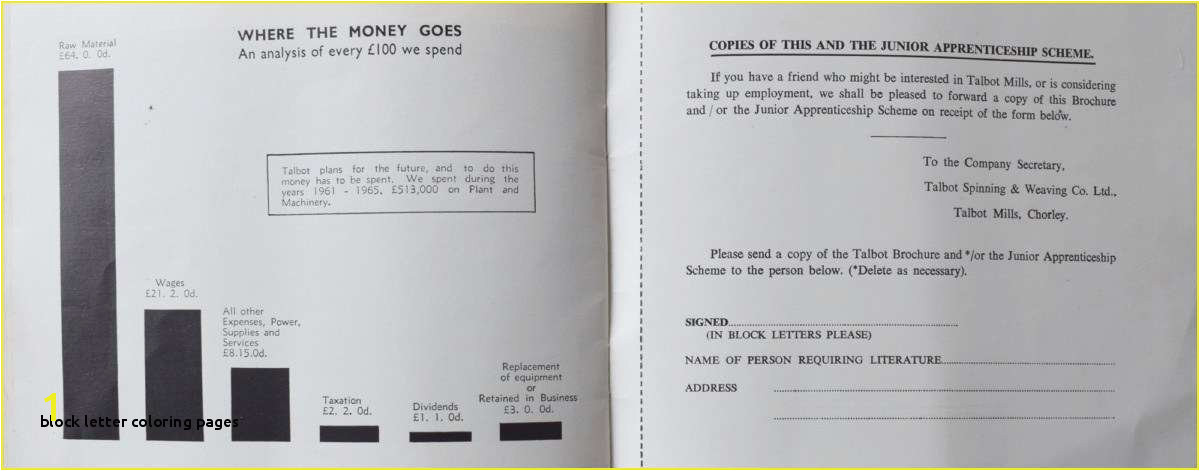 WHERE THE MONEY GOES
An analysis of every £100 we spend
Raw Material
£64. 0. 0d.
Talbot plans for the future, and to do this
money has to be spent. We spent during the
years 1961 - 1965, £513,000 on Plant and
Machinery.
Wages
£21. 2. 0d.
All other
Expenses, Power,
Supplies and
Services
£8.15.0d.
Taxation
£2. 2. 0d.
Dividends
£1. 1. 0d.
Replacement
of equipment
or
Retained in Business
£3. 0. 0d.
1
block letter coloring pages
COPIES OF THIS AND THE JUNIOR APPRENTICESHIP SCHEME.
If you have a friend who might be interested in Talbot Mills, or is considering
taking up employment, we shall be pleased to forward a copy of this Brochure
and / or the Junior Apprenticeship Scheme on receipt of the form below.
To the Company Secretary,
Talbot Spinning & Weaving Co. Ltd.,
Talbot Mills, Chorley.
Please send a copy of the Talbot Brochure and */or the Junior Apprenticeship
Scheme to the person below. (*Delete as necessary).
SIGNED
(IN BLOCK LETTERS PLEASE)
NAME OF PERSON REQUIRING LITERATURE
ADDRESS